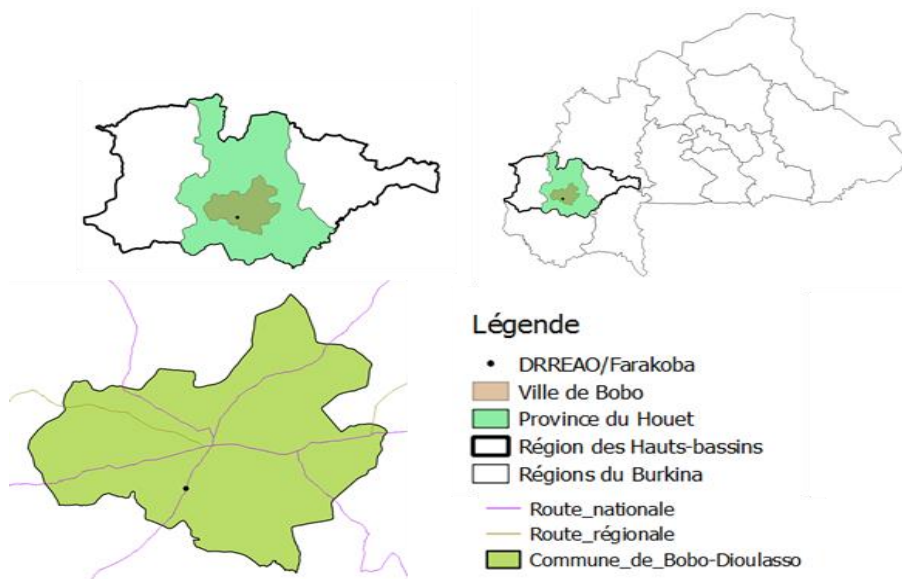 Légende
DRREAO/Farakoba
Ville de Bobo
Province du Houet
Région des Hauts-bassins
Régions du Burkina
Route_nationale
Route_régionale
Commune_de_Bobo-Dioulasso